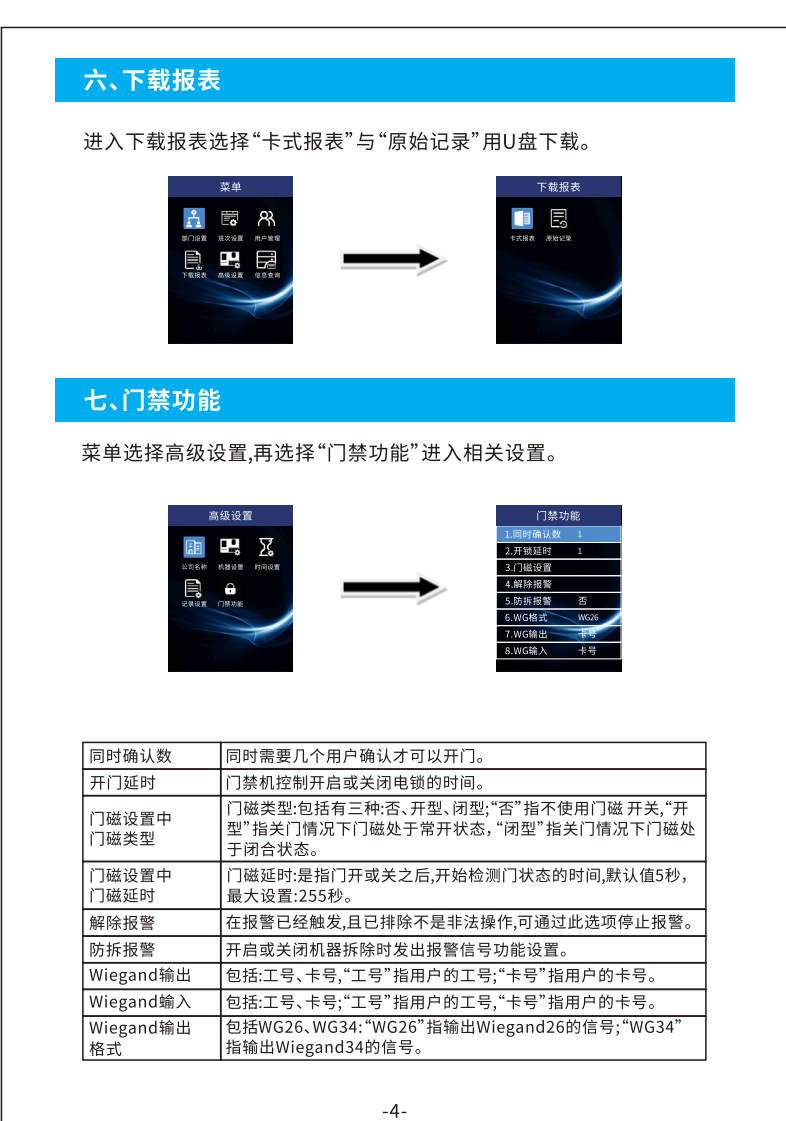 六、下载报表
进入下载报表选择“卡式报表”与“原始记录”用U盘下载。
菜单
部门设置 班次设置 用户管理
下载报表 高级设置 信息查询
下载报表
卡式报表 原始记录
七、门禁功能
菜单选择高级设置,再选择“门禁功能”进入相关设置。
高级设置
公司名称 机器设置 时间设置
记录设置 门禁功能
门禁功能
1.同时确认数 1
2.开锁延时 1
3.门磁设置
4.解除报警
5.防拆报警 否
6.WG格式 WG26
7.WG输出 卡号
8.WG输入 卡号
同时确认数 同时需要几个用户确认才可以开门。
开门延时 门禁机控制开启或关闭电锁的时间。
门磁设置中
门磁类型
门磁类型:包括有三种:否、开型、闭型;“否”指不使用门磁 开关,“开
型”指关门情况下门磁处于常开状态，“闭型”指关门情况下门磁处
于闭合状态。
门磁设置中
门磁延时
门磁延时:是指门开或关之后,开始检测门状态的时间,默认值5秒，
最大设置:255秒。
解除报警 在报警已经触发,且已排除不是非法操作,可通过此选项停止报警。
防拆报警 开启或关闭机器拆除时发出报警信号功能设置。
Wiegand输出 包括:工号、卡号,“工号”指用户的工号;“卡号”指用户的卡号。
Wiegand输入 包括:工号、卡号;“工号”指用户的工号,“卡号”指用户的卡号。
Wiegand输出
格式
包括WG26、WG34:“WG26”指输出Wiegand26的信号;“WG34”
指输出Wiegand34的信号。
-4-